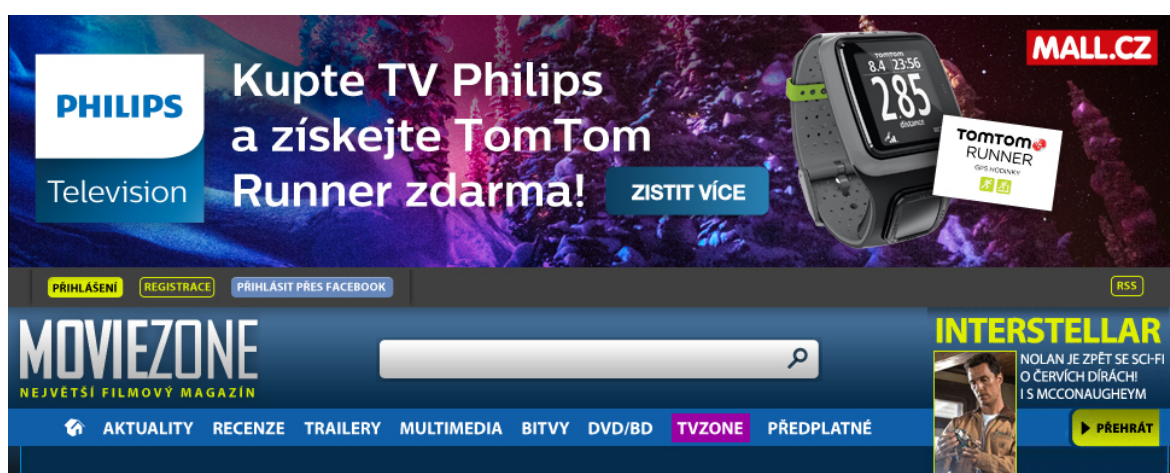 PHILIPS
Television
Kupte TV Philips
a získejte TomTom
Runner zdarma!
ZISTIT VÍCE
TOMTOM
8.4 23:56
285
distance
TOMTOM
RUNNER
GPS HODINKY
MALL.CZ
PŘIHLÁŠENÍ REGISTRACE PŘIHLÁSIT PŘES FACEBOOK RSS
MOVIEZONE
NEJVĚTŠÍ FILMOVÝ MAGAZÍN
INTERSTELLAR
NOLAN JE ZPĚT SE SCI-FI
O ČERVÍCH DÍRÁCH!
I S MCCONAUGHEYM
AKTUALITY RECENZE TRAILERY MULTIMEDIA BITVY DVD/BD TVZONE PŘEDPLATNÉ
PŘEHRÁT